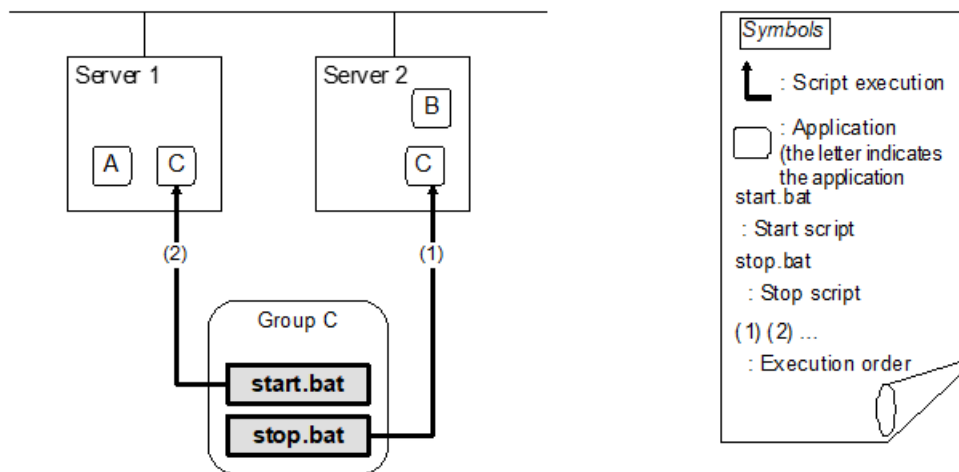 Server 1
A
C
Server 2
B
C
(2)
(1)
Group C
start.bat
stop.bat
Symbols
: Script execution
: Application
(the letter indicates
the application
start.bat
: Start script
stop.bat
: Stop script
(1) (2) ...
: Execution order